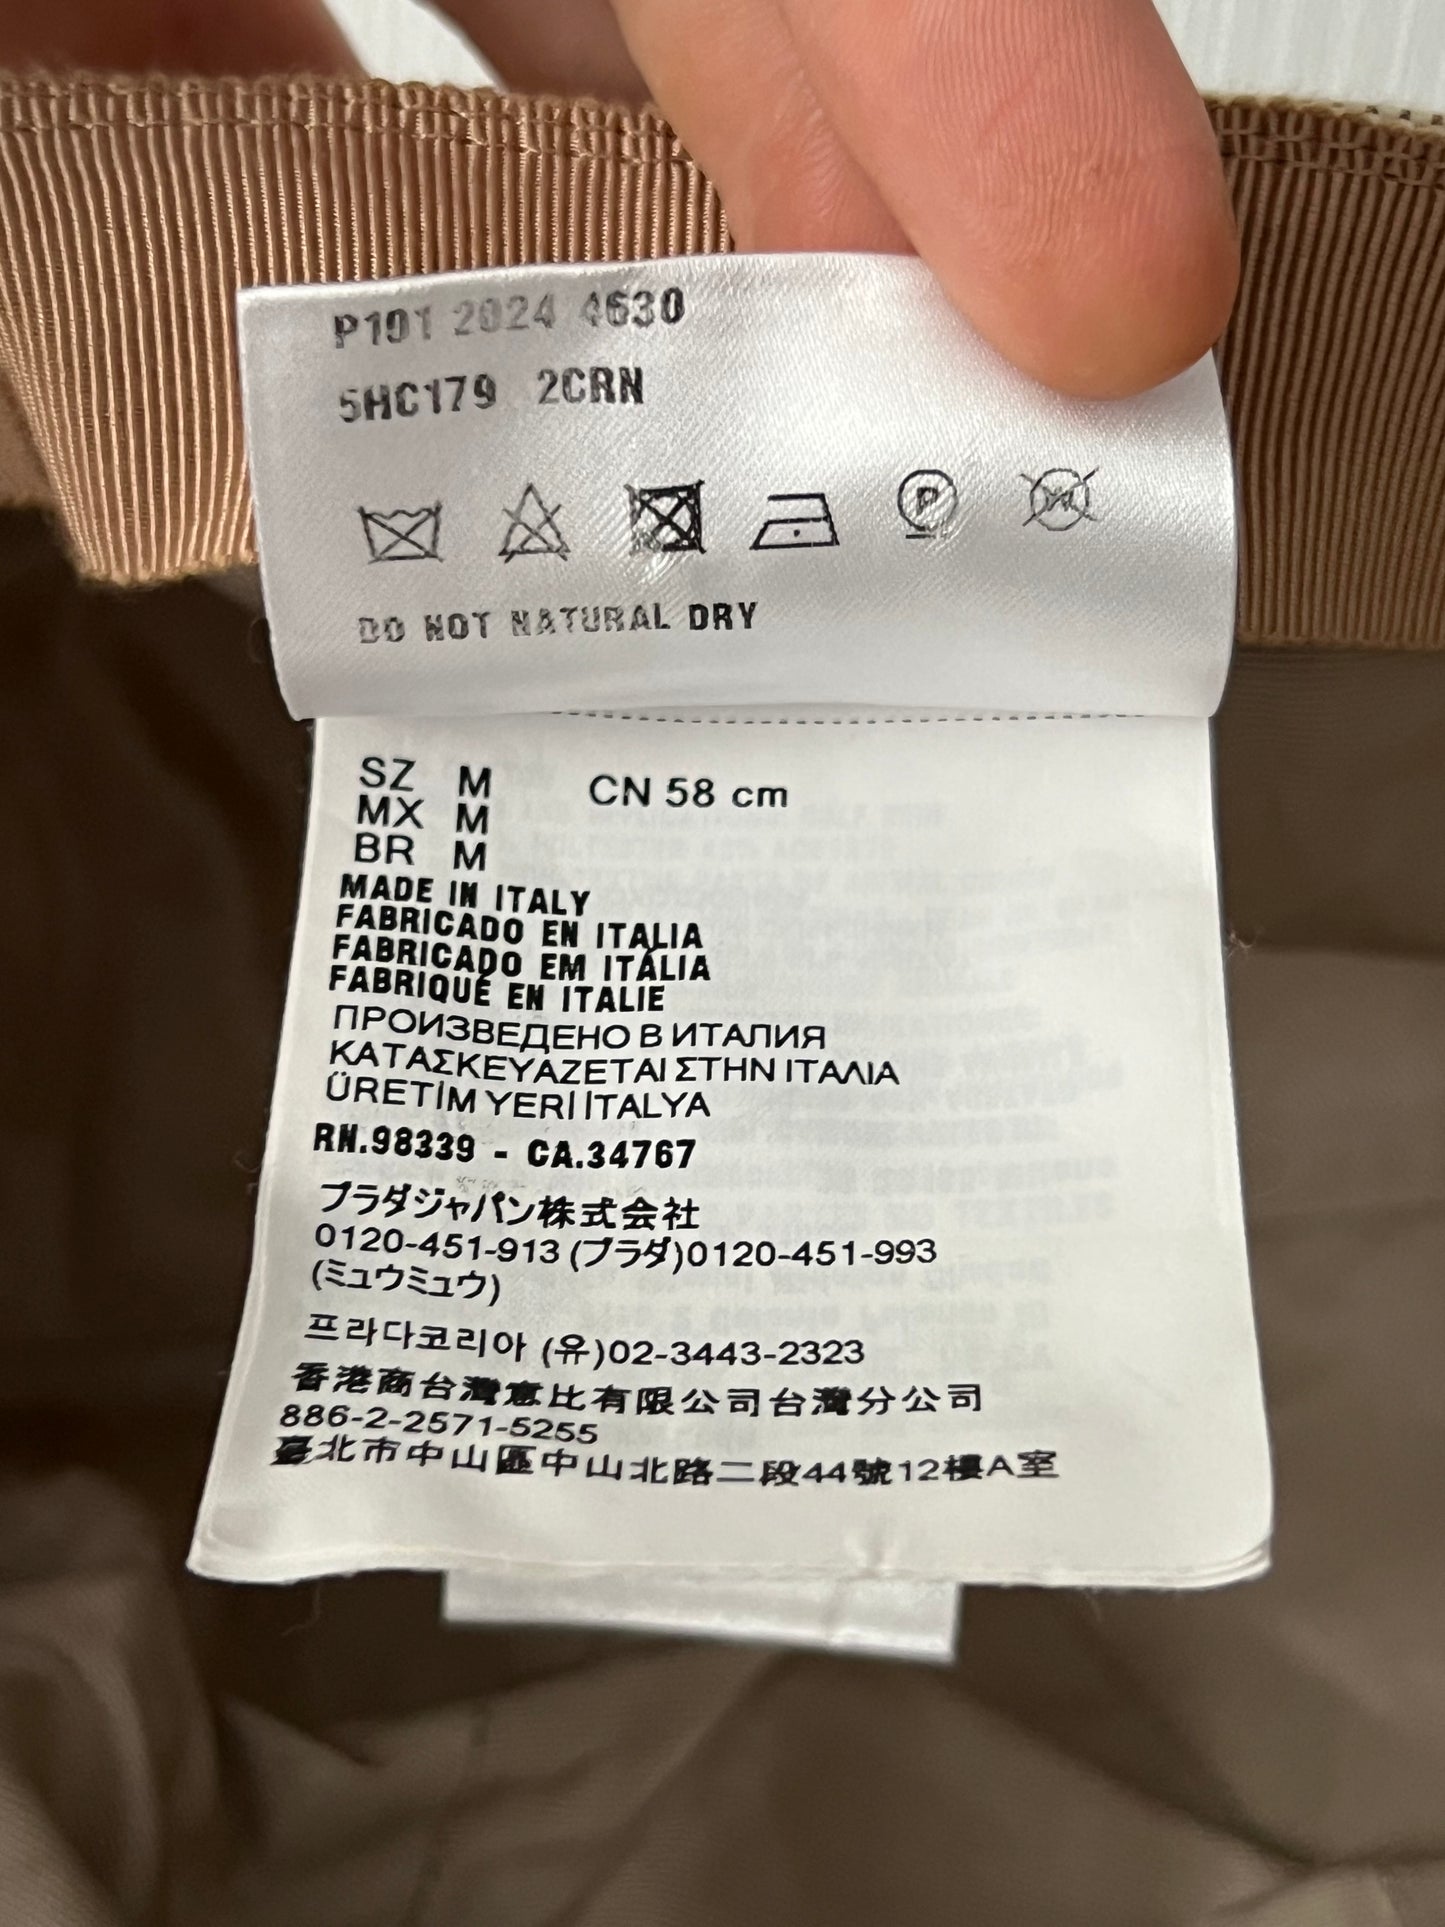 P101 2024 4630
5HC179 2CRN
P W
DO NOT NATURAL DRY
SZ M CN 58 cm
MX M
BR M
MADE IN ITALY
FABRICADO EN ITALIA
FABRICADO EM ITÁLIA
FABRIQUÉ EN ITALIE
ПРОИЗВЕДЕНО В ИТАЛИЯ
ΚΑΤΑΣΚΕΥΑΖΕΤΑΙ ΣΤΗΝ ΙΤΑΛΙΑ
ÜRETİM YERİ İTALYA
RN.98339 - CA.34767
プラダジャパン株式会社
0120-451-913 (プラダ)0120-451-993
(ミュウミュウ)
프라다코리아 (유)02-3443-2323
香港商台灣意比有限公司台灣分公司
886-2-2571-5255
臺北市中山區中山北路二段44號12樓A室